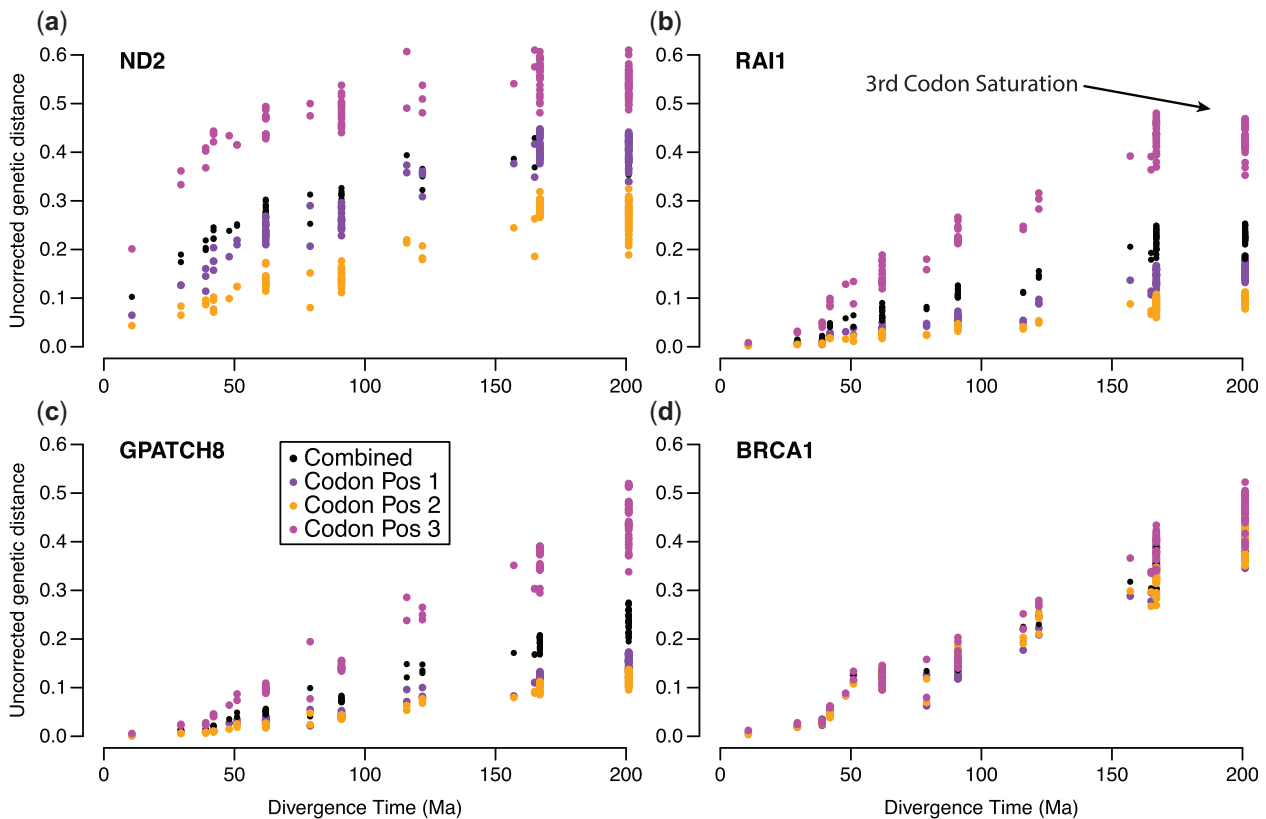 (a)
ND2
0.6
0.5
0.4
0.3
0.2
0.1
0.0
Uncorrected genetic distance
0 50 100 150 200
(b)
RAI1
3rd Codon Saturation
0.6
0.5
0.4
0.3
0.2
0.1
0.0
0 50 100 150 200
(c)
GPATCH8
Combined
Codon Pos 1
Codon Pos 2
Codon Pos 3
0.6
0.5
0.4
0.3
0.2
0.1
0.0
Uncorrected genetic distance
0 50 100 150 200
Divergence Time (Ma)
(d)
BRCA1
0.6
0.5
0.4
0.3
0.2
0.1
0.0
0 50 100 150 200
Divergence Time (Ma)